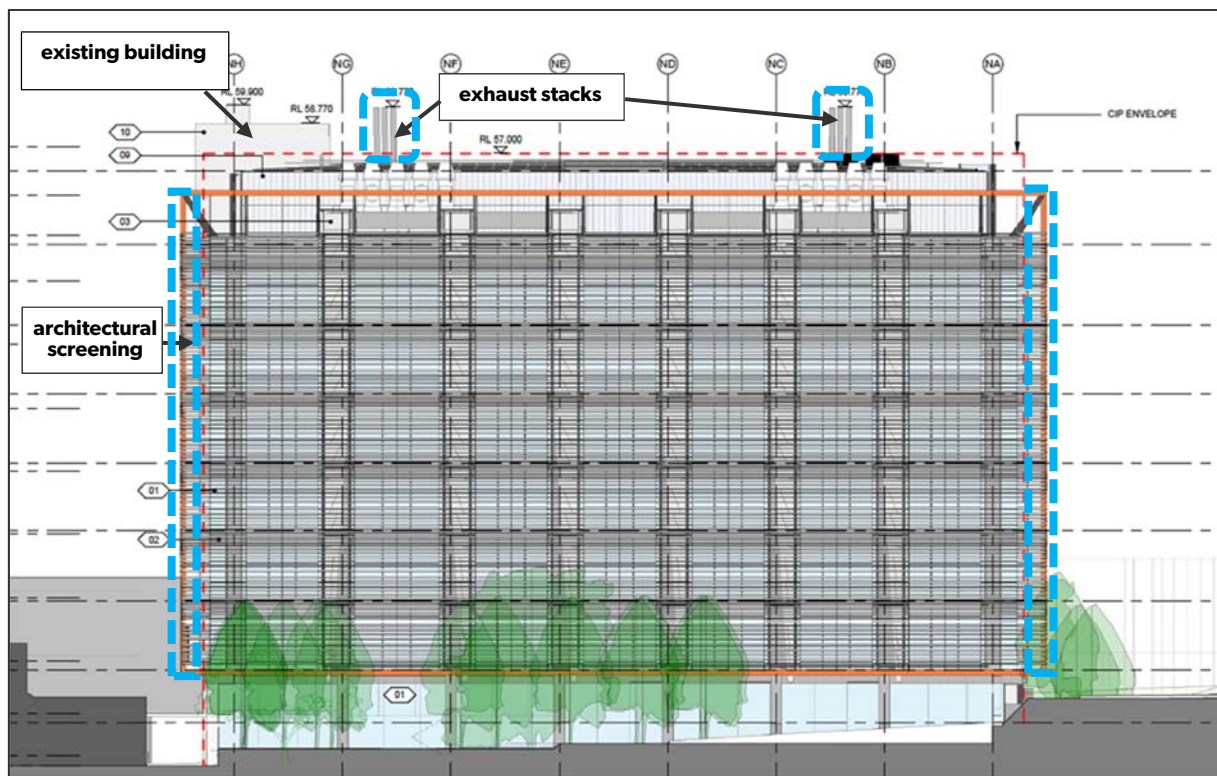 existing building
exhaust stacks
NH
NG
NF
NE
ND
NC
NB
NA
RL 59.900
RL 58.770
RL 57.000
CIP ENVELOPE
10
09
03
architectural
screening
01
02
01